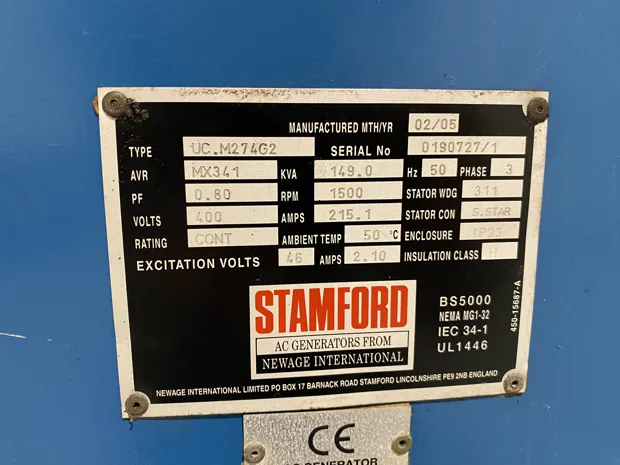 MANUFACTURED MTH/YR 02/05
TYPE UC.M274G2 SERIAL No 0190727/1
AVR MX341 KVA 149.0 Hz 50 PHASE 3
PF 0.80 RPM 1500 STATOR WDG 311
VOLTS 400 AMPS 215.1 STATOR CON S.STAR
RATING CONT AMBIENT TEMP 50 °C ENCLOSURE IP23
EXCITATION VOLTS 46 AMPS 2.10 INSULATION CLASS H
STAMFORD
AC GENERATORS FROM
NEWAGE INTERNATIONAL
BS5000
NEMA MG1-32
IEC 34-1
UL1446
450-15687-A
NEWAGE INTERNATIONAL LIMITED PO BOX 17 BARNACK ROAD STAMFORD LINCOLNSHIRE PE9 2NB ENGLAND
CE
GENERATOR